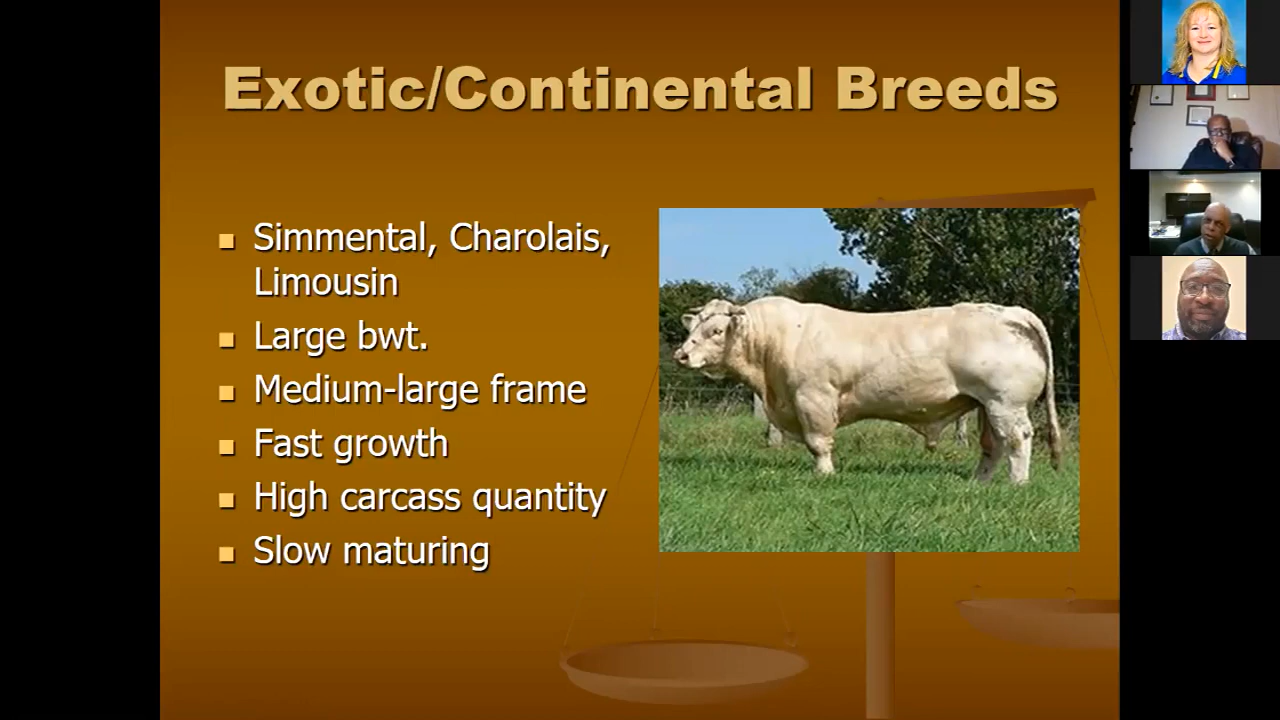 Exotic/Continental Breeds
Simmental, Charolais,
Limousin
Large bwt.
Medium-large frame
Fast growth
High carcass quantity
Slow maturing